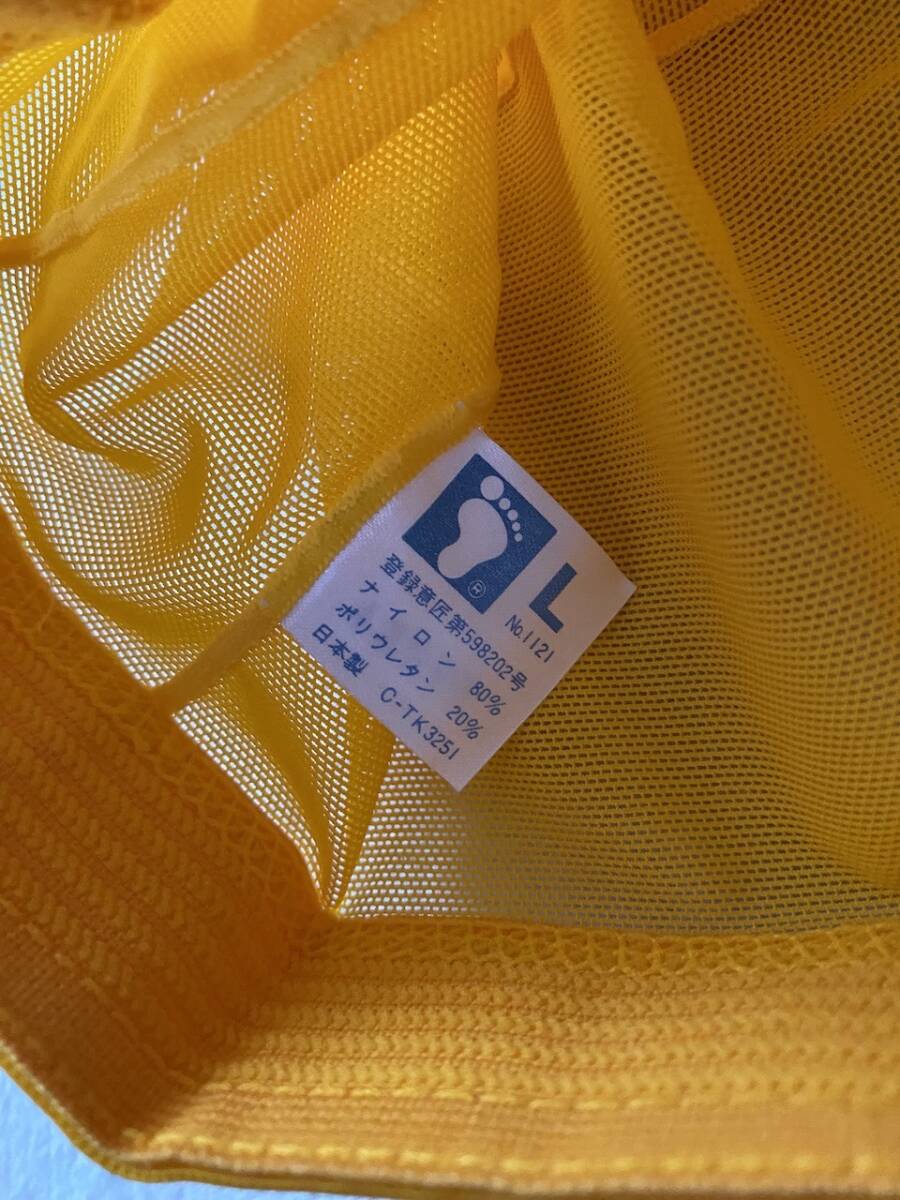 ®
L
No.1121
登録意匠第598202号
ナイロン 80%
ポリウレタン 20%
日本製 C-TK3251